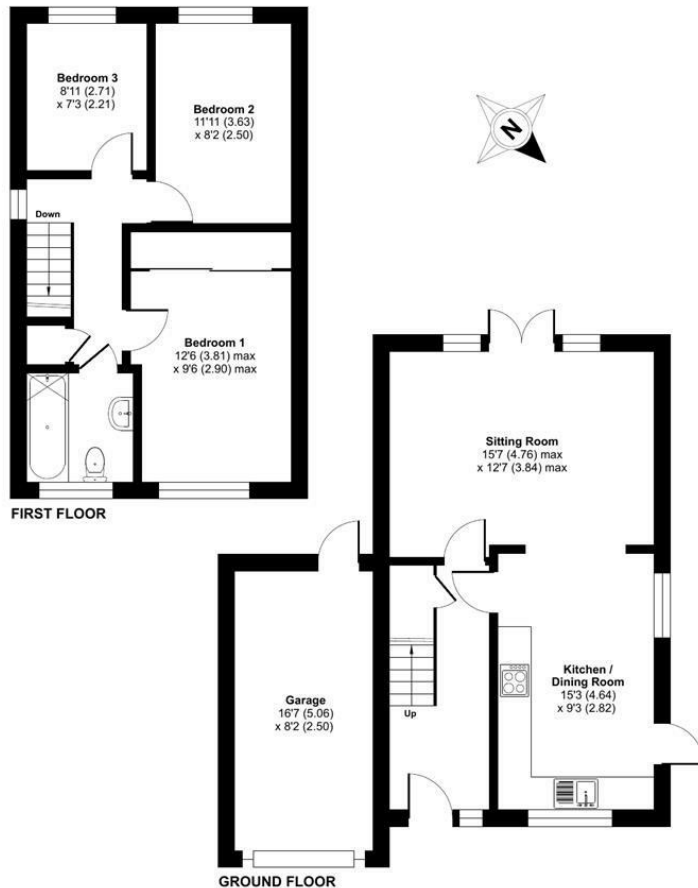 Bedroom 3
8'11 (2.71)
x 7'3 (2.21)
Bedroom 2
11'11 (3.63)
x 8'2 (2.50)
N
Down
Bedroom 1
12'6 (3.81) max
x 9'6 (2.90) max
FIRST FLOOR
Sitting Room
15'7 (4.76) max
x 12'7 (3.84) max
Kitchen /
Dining Room
15'3 (4.64)
x 9'3 (2.82)
Garage
16'7 (5.06)
x 8'2 (2.50)
Up
GROUND FLOOR